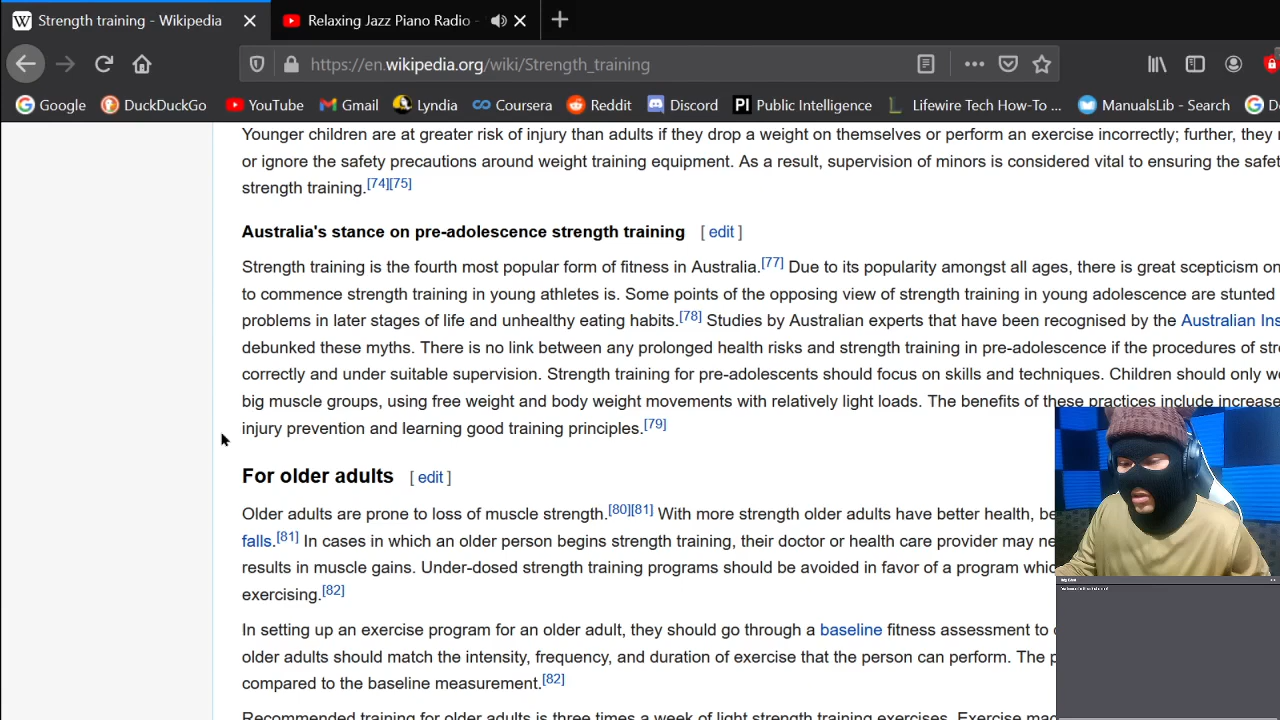 Strength training - Wikipedia
Relaxing Jazz Piano Radio -
https://en.wikipedia.org/wiki/Strength_training
Google DuckDuckGo YouTube Gmail Lyndia Coursera Reddit Discord PI Public Intelligence Lifewire Tech How-To ... ManualsLib - Search
Younger children are at greater risk of injury than adults if they drop a weight on themselves or perform an exercise incorrectly; further, they
or ignore the safety precautions around weight training equipment. As a result, supervision of minors is considered vital to ensuring the
strength training.[74][75]
Australia's stance on pre-adolescence strength training [ edit ]
Strength training is the fourth most popular form of fitness in Australia.[77] Due to its popularity amongst all ages, there is great scepticism on
to commence strength training in young athletes is. Some points of the opposing view of strength training in young adolescence are stunted
problems in later stages of life and unhealthy eating habits.[78] Studies by Australian experts that have been recognised by the Australian
debunked these myths. There is no link between any prolonged health risks and strength training in pre-adolescence if the procedures of
correctly and under suitable supervision. Strength training for pre-adolescents should focus on skills and techniques. Children should only
big muscle groups, using free weight and body weight movements with relatively light loads. The benefits of these practices include
injury prevention and learning good training principles.[79]
For older adults [ edit ]
Older adults are prone to loss of muscle strength.[80][81] With more strength older adults have better health,
falls.[81] In cases in which an older person begins strength training, their doctor or health care provider may
results in muscle gains. Under-dosed strength training programs should be avoided in favor of a program
exercising.[82]
In setting up an exercise program for an older adult, they should go through a baseline fitness assessment to
older adults should match the intensity, frequency, and duration of exercise that the person can perform. The
compared to the baseline measurement.[82]
Recommended training for older adults is three times a week of light strength training exercises. Exercise